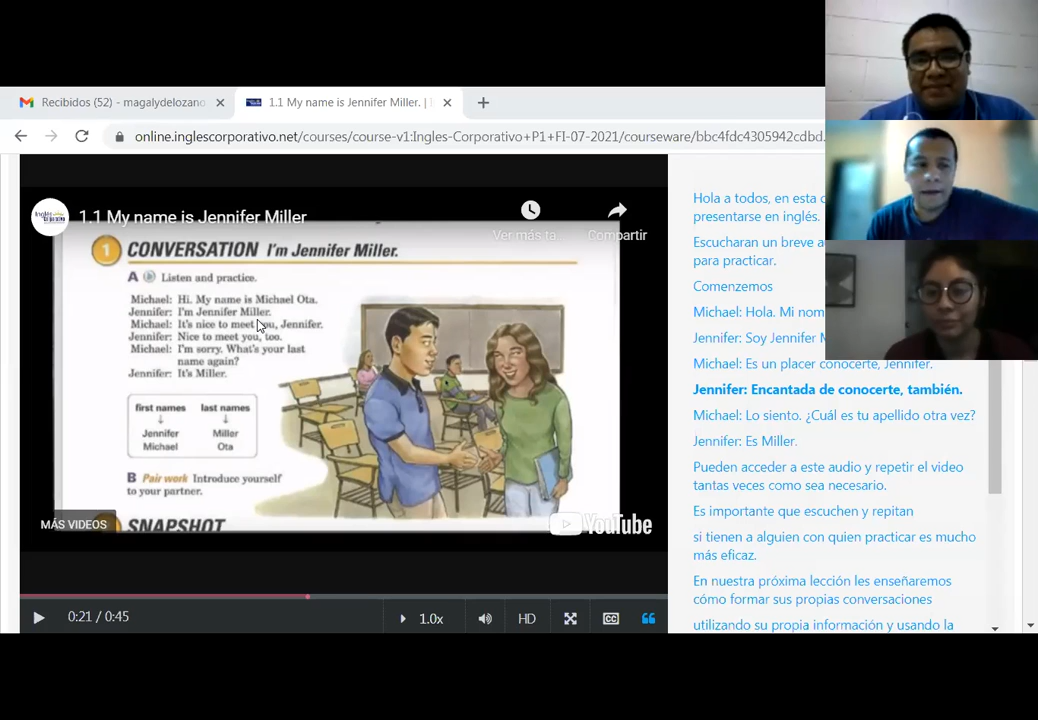 Recibidos (52) - magalydelozano
1.1 My name is Jennifer Miller. |
online.inglescorporativo.net/courses/course-v1:Ingles-Corporativo+P1+FI-07-2021/courseware/bbc4fdc4305942cdbd
1.1 My name is Jennifer Miller
Ver más ta...
Compartir
1 CONVERSATION I'm Jennifer Miller.
A Listen and practice.
Michael: Hi. My name is Michael Ota.
Jennifer: I'm Jennifer Miller.
Michael: It's nice to meet you, Jennifer.
Jennifer: Nice to meet you, too.
Michael: I'm sorry. What's your last
name again?
Jennifer: It's Miller.
first names last names
Jennifer Miller
Michael Ota
B Pair work Introduce yourself
to your partner.
SNAPSHOT
MÁS VIDEOS
YouTube
0:21 / 0:45
1.0x
HD
CC
Hola a todos, en esta
presentarse en inglés.
Escucharan un breve
para practicar.
Comenzemos
Michael: Hola. Mi nom
Jennifer: Soy Jennifer M
Michael: Es un placer conocerte, Jennifer.
Jennifer: Encantada de conocerte, también.
Michael: Lo siento. ¿Cuál es tu apellido otra vez?
Jennifer: Es Miller.
Pueden acceder a este audio y repetir el video
tantas veces como sea necesario.
Es importante que escuchen y repitan
si tienen a alguien con quien practicar es mucho
más eficaz.
En nuestra próxima lección les enseñaremos
cómo formar sus propias conversaciones
utilizando su propia información y usando la